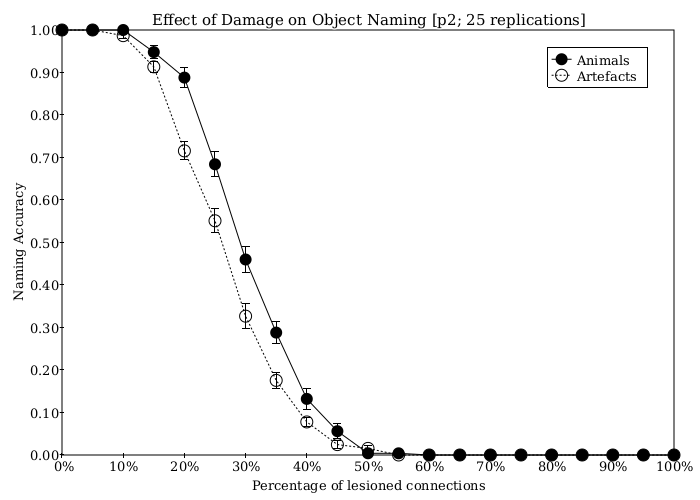 Effect of Damage on Object Naming [p2; 25 replications]
1.00
0.90
0.80
0.70
0.60
0.50
0.40
0.30
0.20
0.10
0.00
Naming Accuracy
Animals
Artefacts
0% 10% 20% 30% 40% 50% 60% 70% 80% 90% 100%
Percentage of lesioned connections